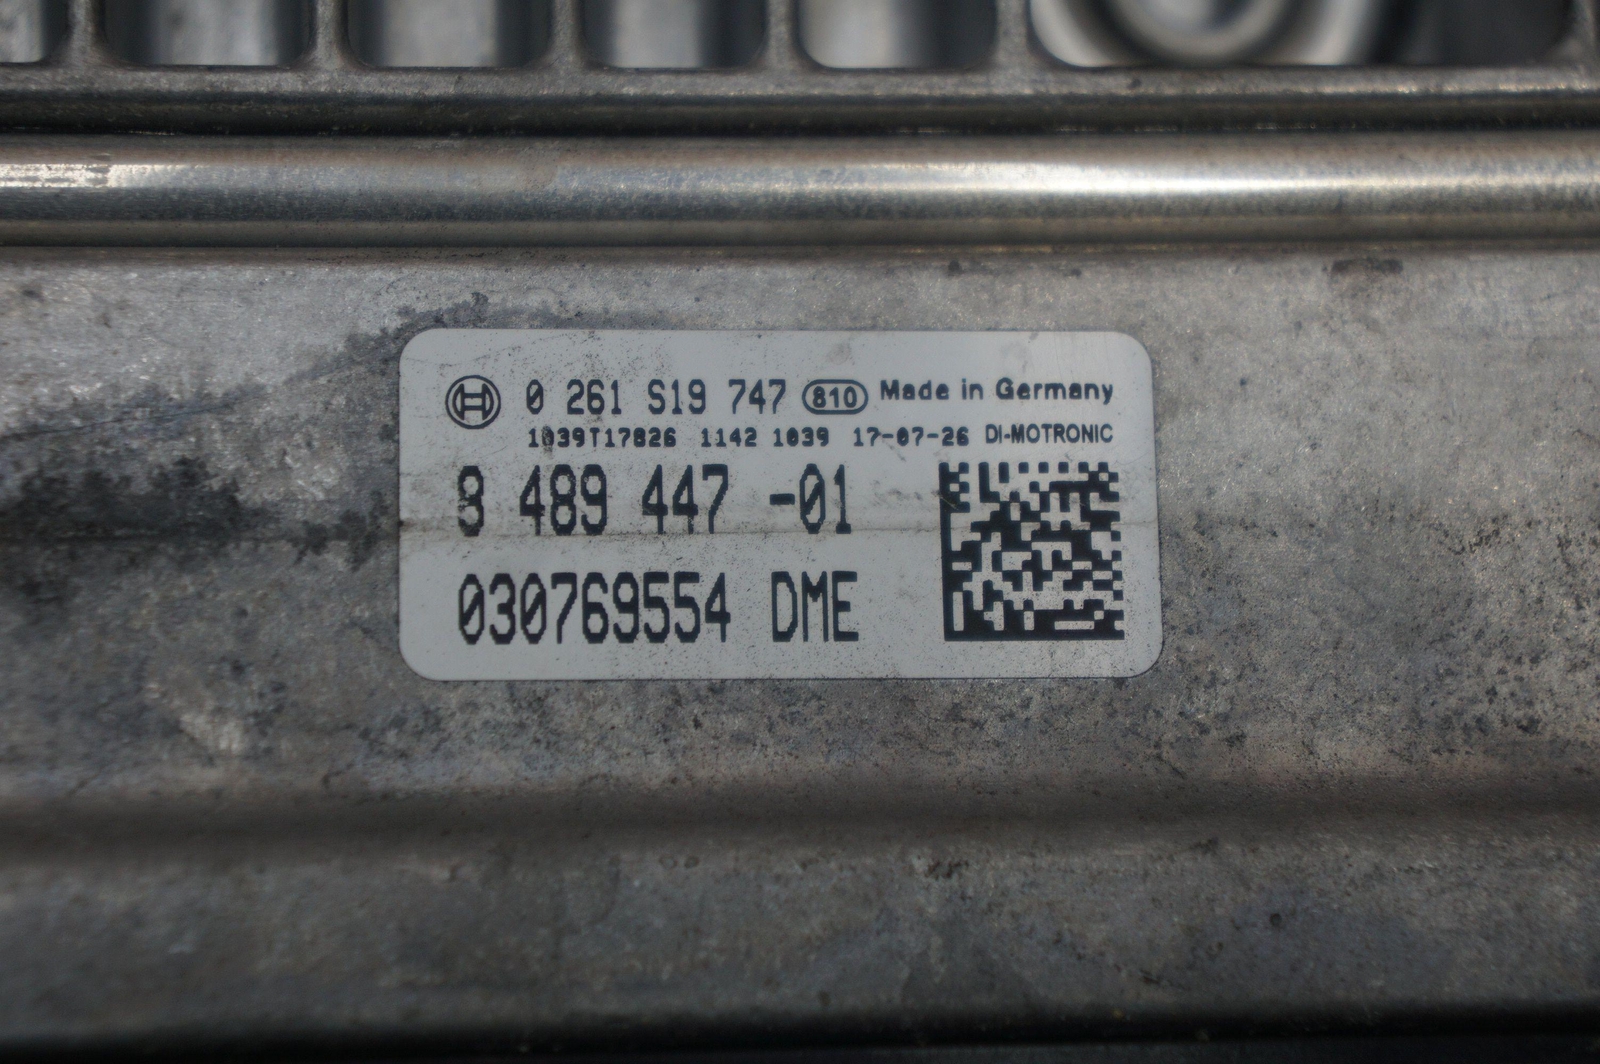 0 261 S19 747 810 Made in Germany
1039T17826 1142 1039 17-07-26 DI-MOTRONIC
8 489 447 -01
030769554 DME